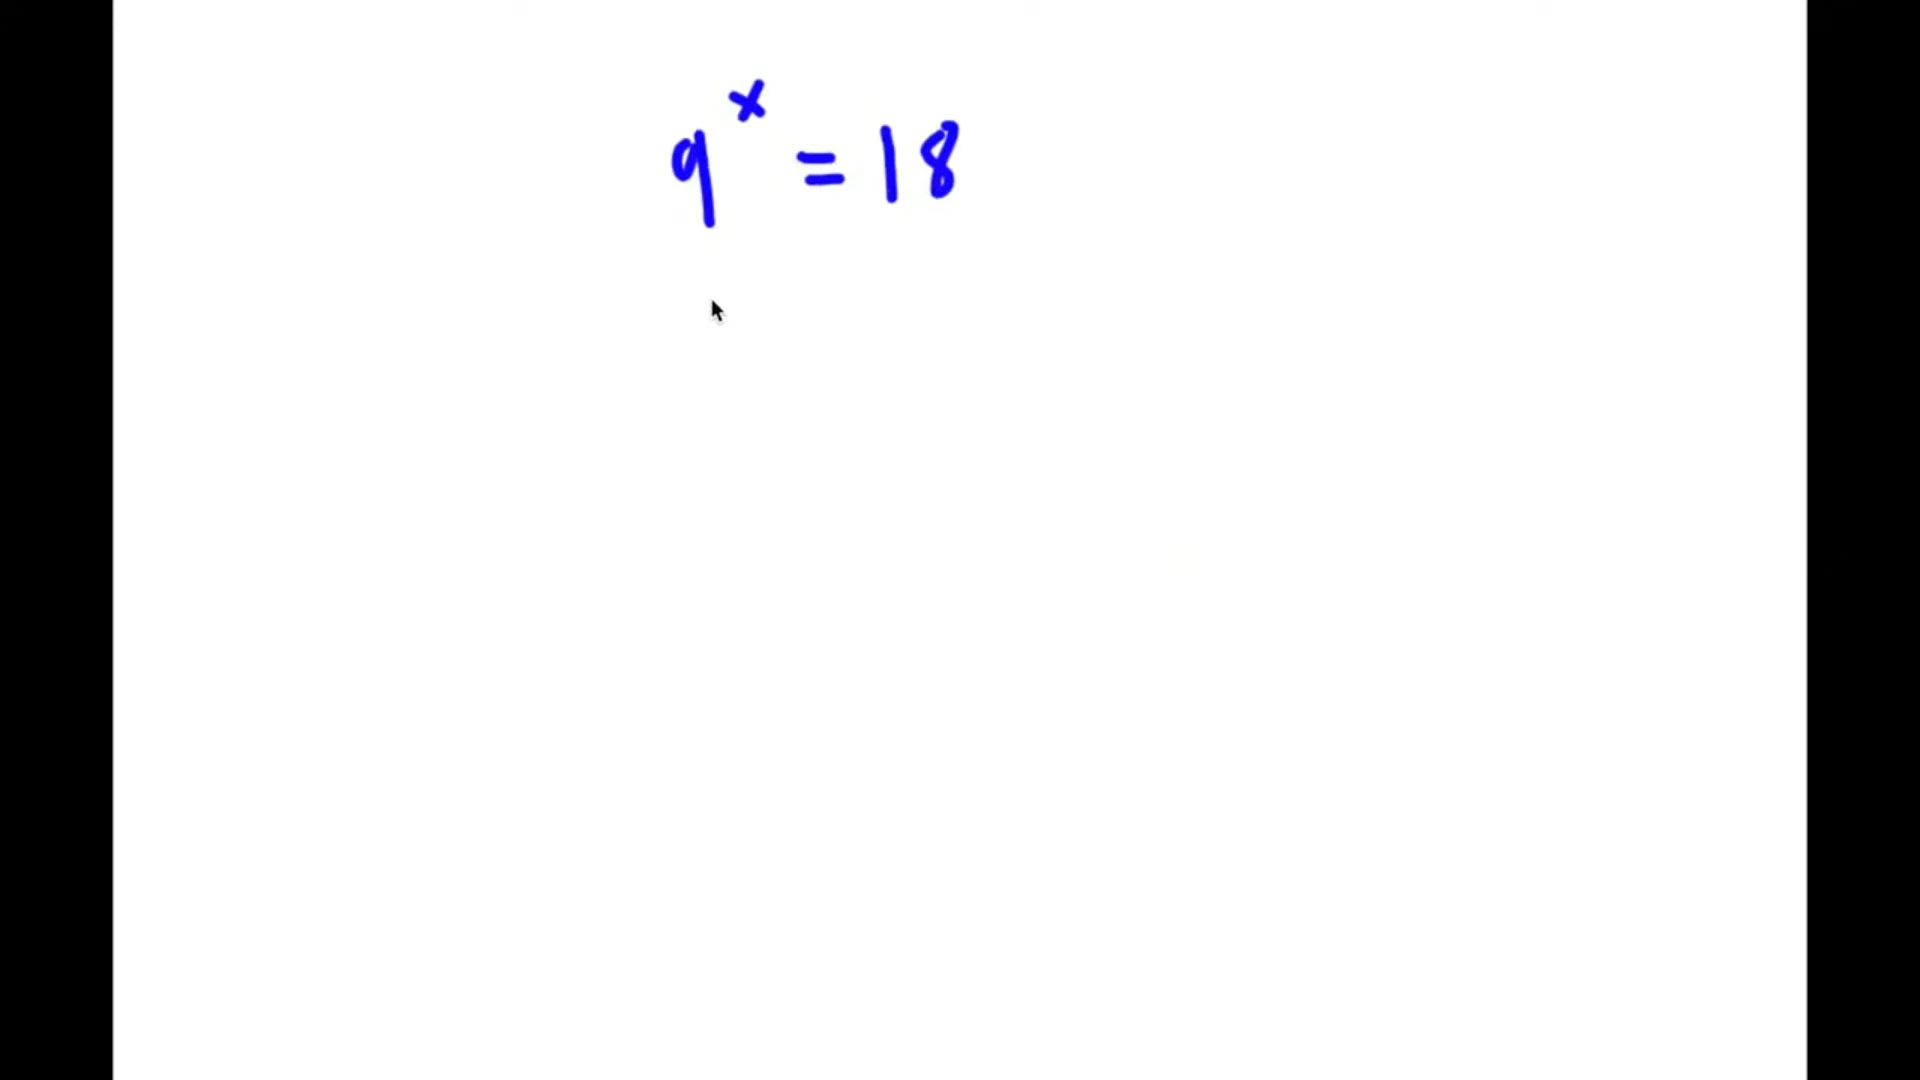 9^x = 18